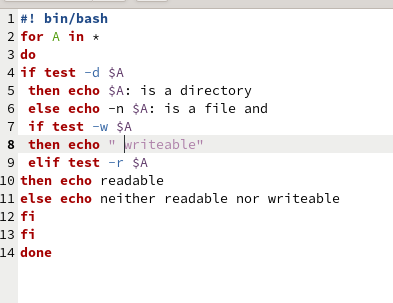 1 #! bin/bash
2 for A in *
3 do
4 if test -d $A
5  then echo $A: is a directory
6  else echo -n $A: is a file and
7  if test -w $A
8  then echo " writeable"
9  elif test -r $A
10 then echo readable
11 else echo neither readable nor writeable
12 fi
13 fi
14 done